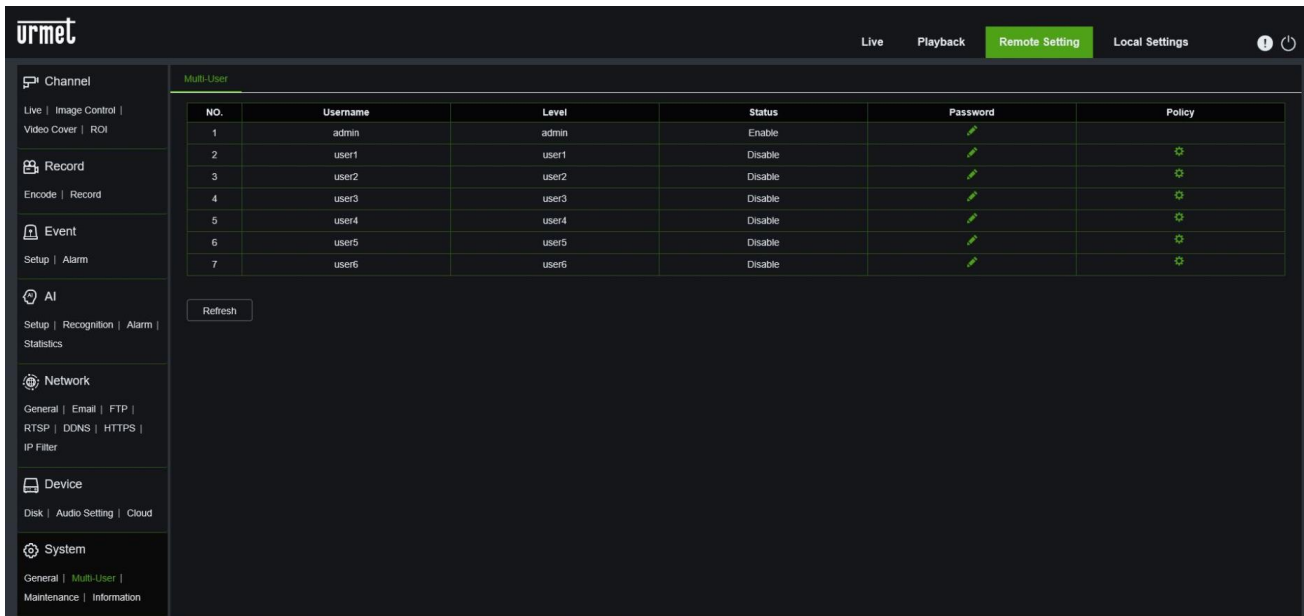 urmet
Live Playback Remote Setting Local Settings
Channel
Live | Image Control |
Video Cover | ROI
Record
Encode | Record
Event
Setup | Alarm
AI
Setup | Recognition | Alarm |
Statistics
Network
General | Email | FTP |
RTSP | DDNS | HTTPS |
IP Filter
Device
Disk | Audio Setting | Cloud
System
General | Multi-User |
Maintenance | Information
Multi-User
NO. Username Level Status Password Policy
1 admin admin Enable
2 user1 user1 Disable
3 user2 user2 Disable
4 user3 user3 Disable
5 user4 user4 Disable
6 user5 user5 Disable
7 user6 user6 Disable
Refresh